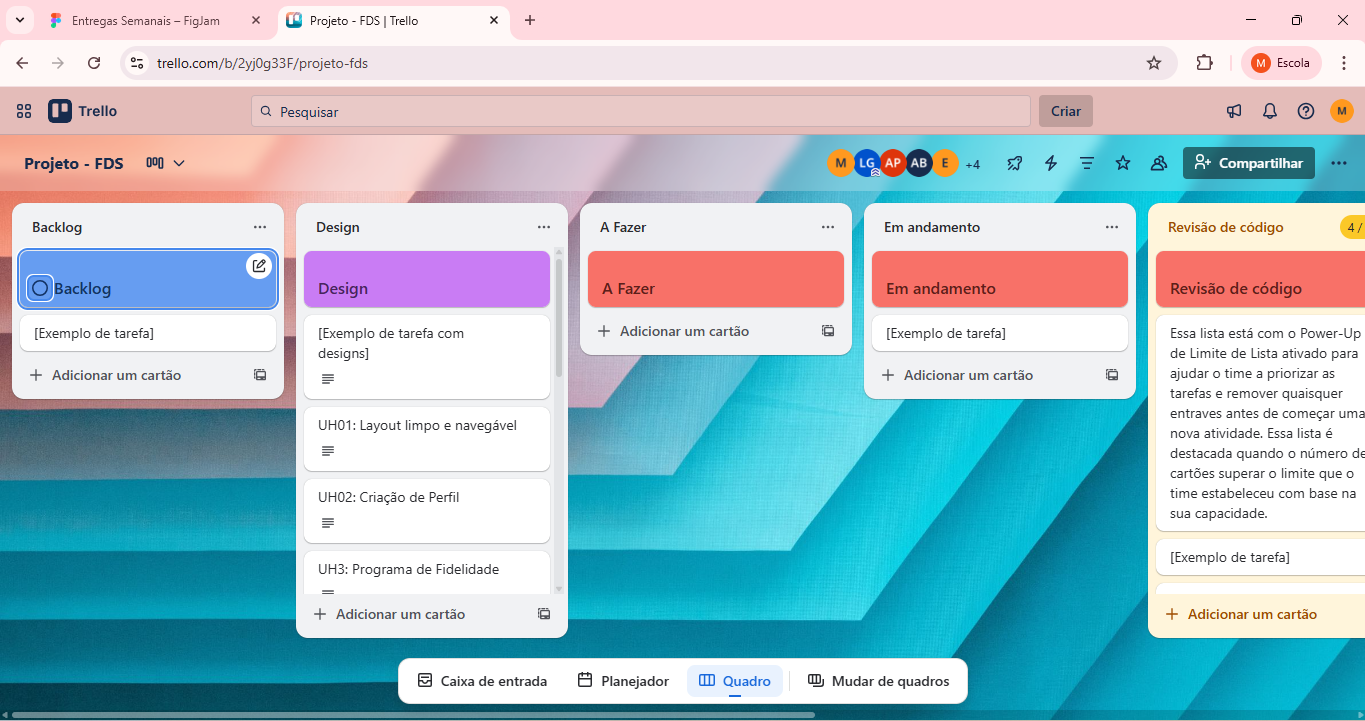 Entregas Semanais – FigJam
Projeto - FDS | Trello
trello.com/b/2yj0g33F/projeto-fds
M Escola
Trello
Pesquisar
Criar
M
Projeto - FDS
M LG AP AB E +4
Compartilhar
Backlog
Backlog
[Exemplo de tarefa]
Adicionar um cartão
Design
Design
[Exemplo de tarefa com
designs]
UH01: Layout limpo e navegável
UH02: Criação de Perfil
UH3: Programa de Fidelidade
Adicionar um cartão
A Fazer
A Fazer
Adicionar um cartão
Em andamento
Em andamento
[Exemplo de tarefa]
Adicionar um cartão
Revisão de código
4 /
Revisão de código
Essa lista está com o Power-Up
de Limite de Lista ativado para
ajudar o time a priorizar as
tarefas e remover quaisquer
entraves antes de começar uma
nova atividade. Essa lista é
destacada quando o número de
cartões superar o limite que o
time estabeleceu com base na
sua capacidade.
[Exemplo de tarefa]
Adicionar um cartão
Caixa de entrada
Planejador
Quadro
Mudar de quadros